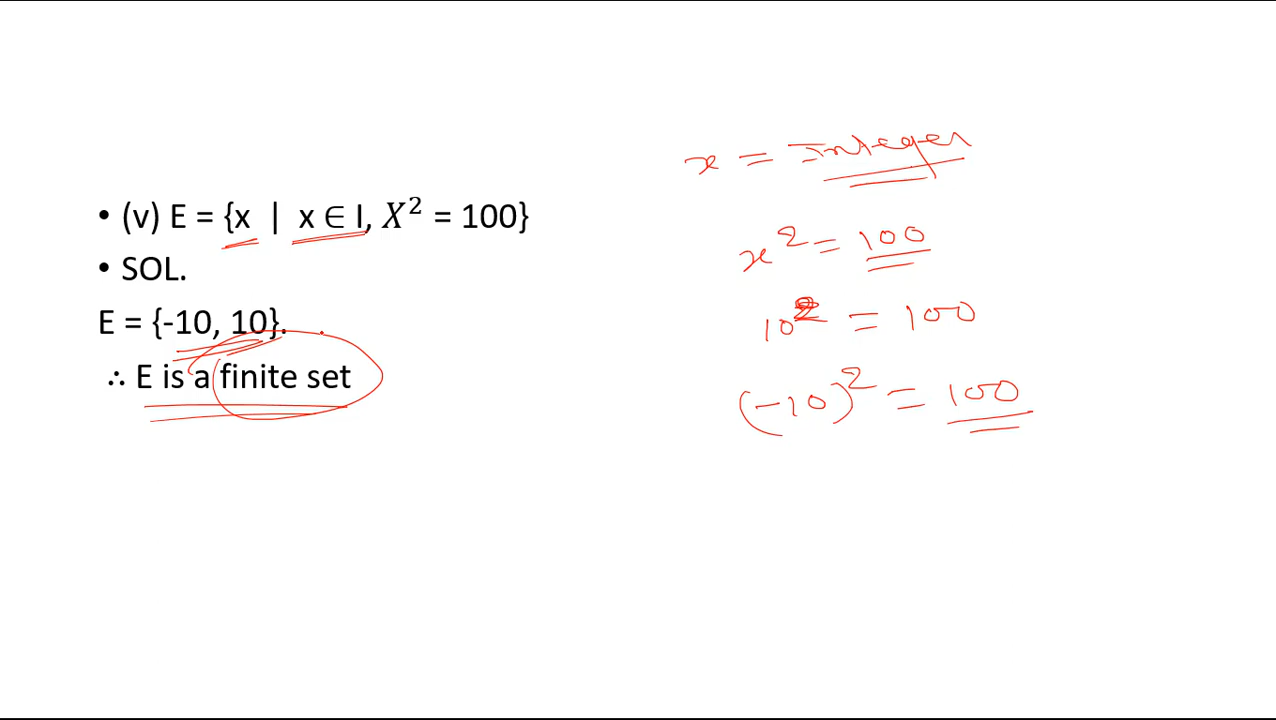 • (v) E = {x | x ∈ I, X² = 100}
• SOL.
E = {-10, 10}.
∴ E is a finite set
x = Integer
x² = 100
10² = 100
(-10)² = 100